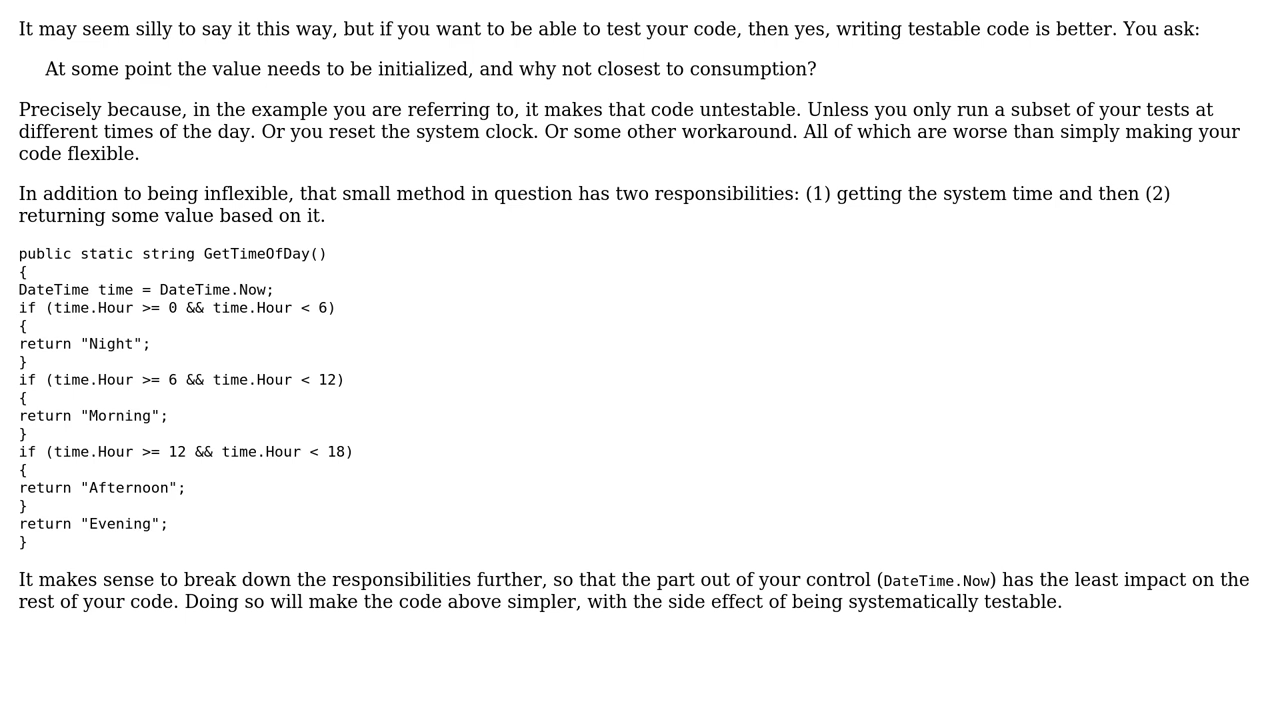 It may seem silly to say it this way, but if you want to be able to test your code, then yes, writing testable code is better. You ask:
At some point the value needs to be initialized, and why not closest to consumption?
Precisely because, in the example you are referring to, it makes that code untestable. Unless you only run a subset of your tests at
different times of the day. Or you reset the system clock. Or some other workaround. All of which are worse than simply making your
code flexible.
In addition to being inflexible, that small method in question has two responsibilities: (1) getting the system time and then (2)
returning some value based on it.
public static string GetTimeOfDay()
{
DateTime time = DateTime.Now;
if (time.Hour >= 0 && time.Hour < 6)
{
return "Night";
}
if (time.Hour >= 6 && time.Hour < 12)
{
return "Morning";
}
if (time.Hour >= 12 && time.Hour < 18)
{
return "Afternoon";
}
return "Evening";
}
It makes sense to break down the responsibilities further, so that the part out of your control (DateTime.Now) has the least impact on the
rest of your code. Doing so will make the code above simpler, with the side effect of being systematically testable.